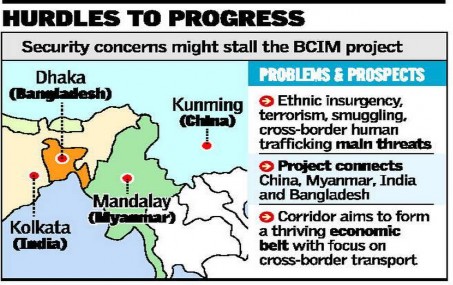 HURDLES TO PROGRESS
Security concerns might stall the BCIM project
Dhaka
(Bangladesh)
Kunming
(China)
Mandalay
(Myanmar)
Kolkata
(India)
PROBLEMS & PROSPECTS
Ethnic insurgency,
terrorism, smuggling,
cross-border human
trafficking main threats
Project connects
China, Myanmar, India
and Bangladesh
Corridor aims to form
a thriving economic
belt with focus on
cross-border transport